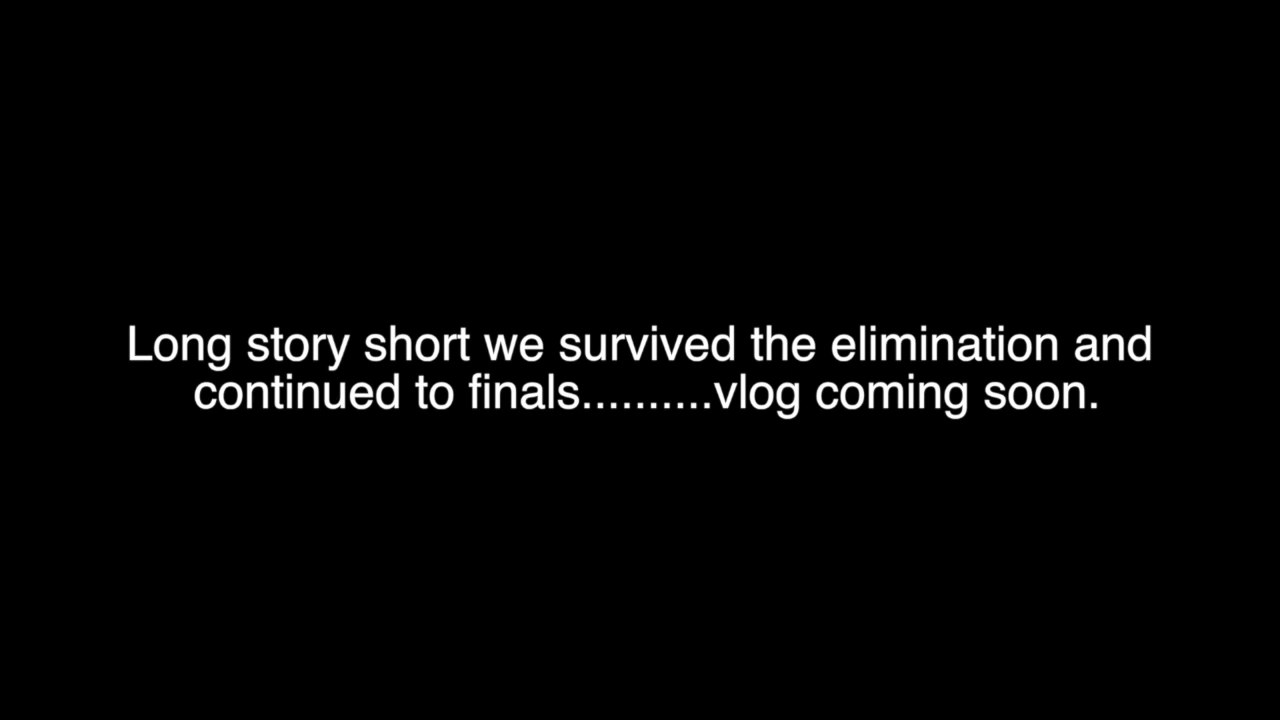 Long story short we survived the elimination and
continued to finals..........vlog coming soon.